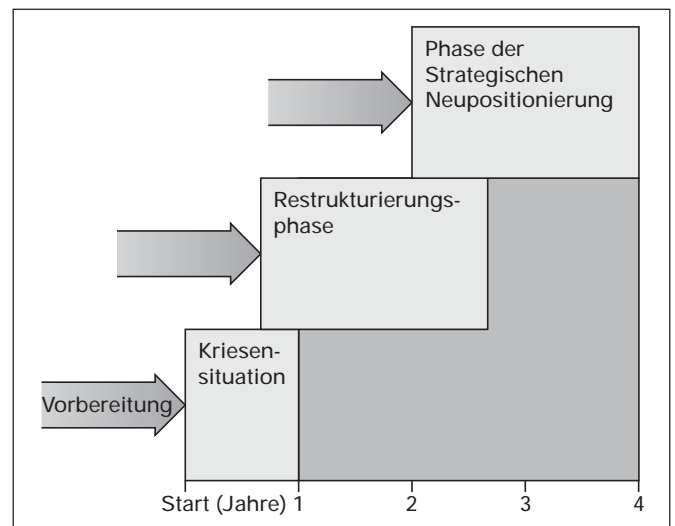 Phase der
Strategischen
Neupositionierung
Restrukturierungs-
phase
Kriesen-
situation
Vorbereitung
Start (Jahre) 1 2 3 4